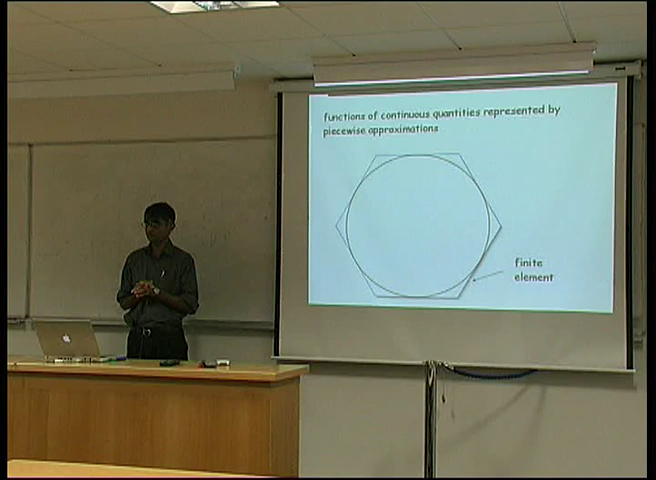 functions of continuous quantities represented by
piecewise approximations
finite
element